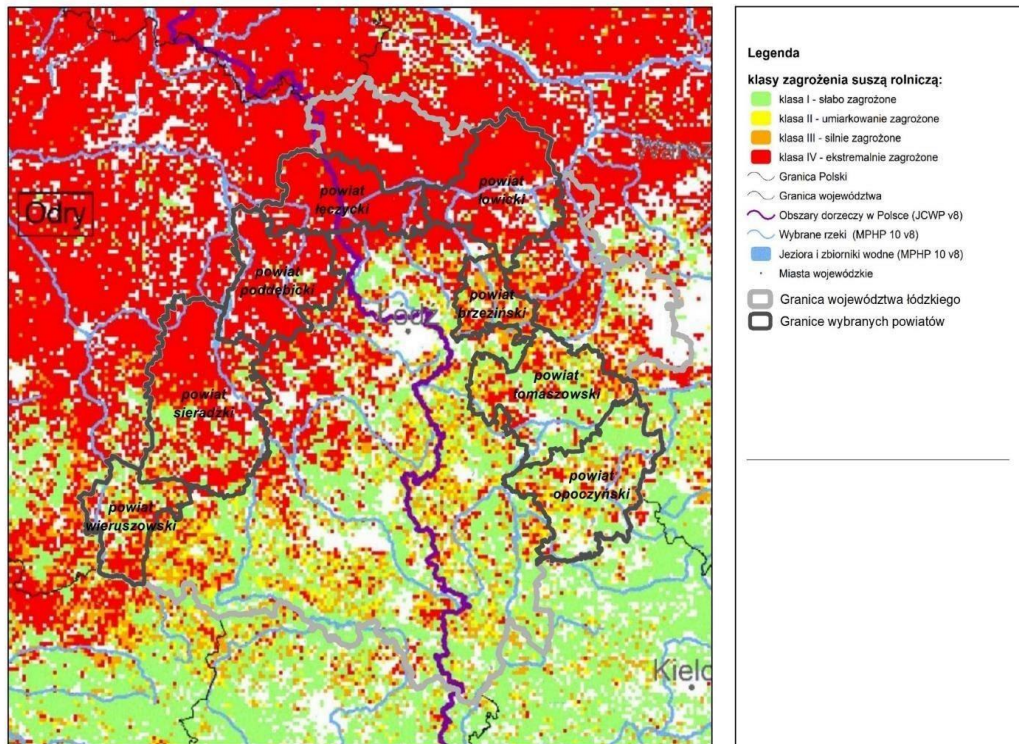 Odry
Warsz
powiat
łęczycki
powiat
łowicki
powiat
poddębicki
powiat
brzeziński
Łódź
powiat
sieradzki
powiat
tomaszowski
powiat
opoczyński
powiat
wieruszowski
Kielc
Legenda
klasy zagrożenia suszą rolniczą:
klasa I - słabo zagrożone
klasa II - umiarkowanie zagrożone
klasa III - silnie zagrożone
klasa IV - ekstremalnie zagrożone
Granica Polski
Granica województwa
Obszary dorzeczy w Polsce (JCWP v8)
Wybrane rzeki (MPHP 10 v8)
Jeziora i zbiorniki wodne (MPHP 10 v8)
Miasta wojewódzkie
Granica województwa łódzkiego
Granice wybranych powiatów